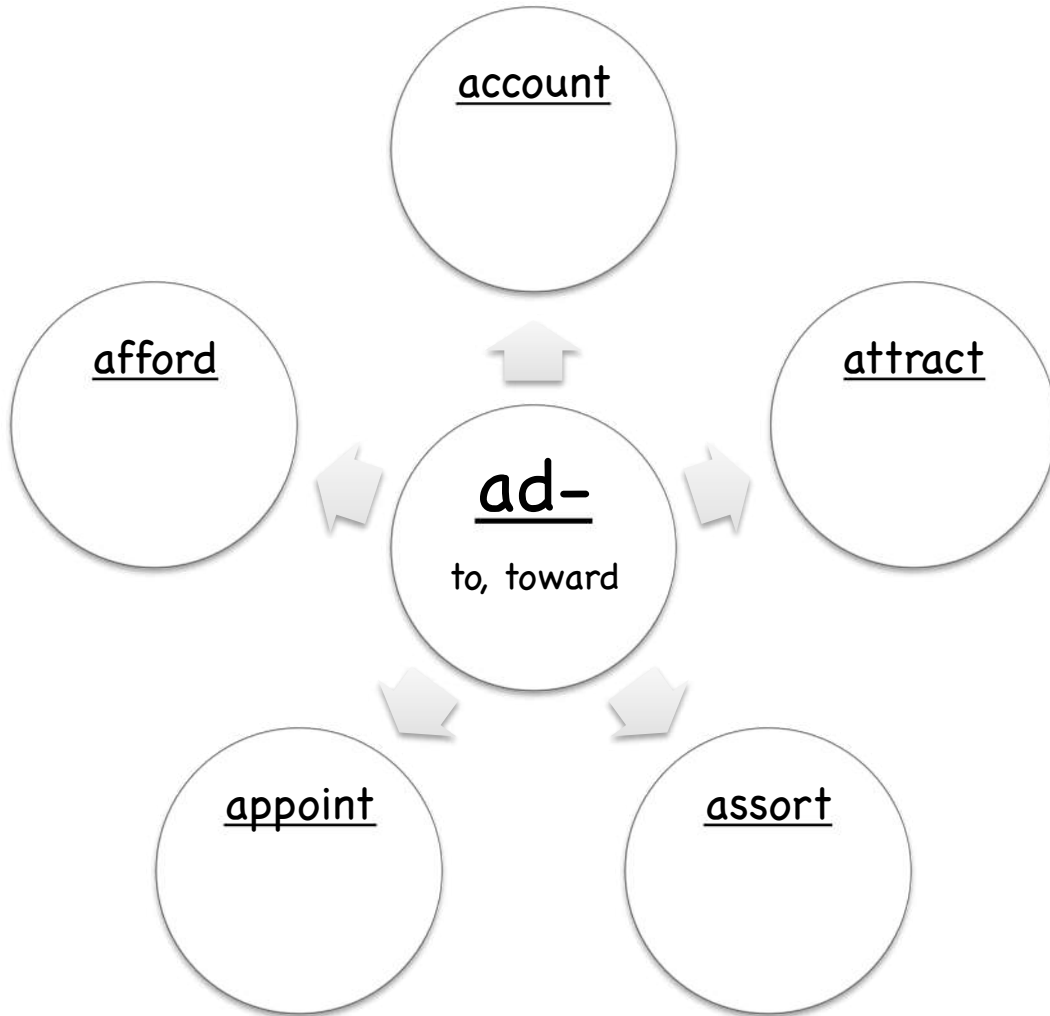 account
afford
attract
ad-
to, toward
appoint
assort